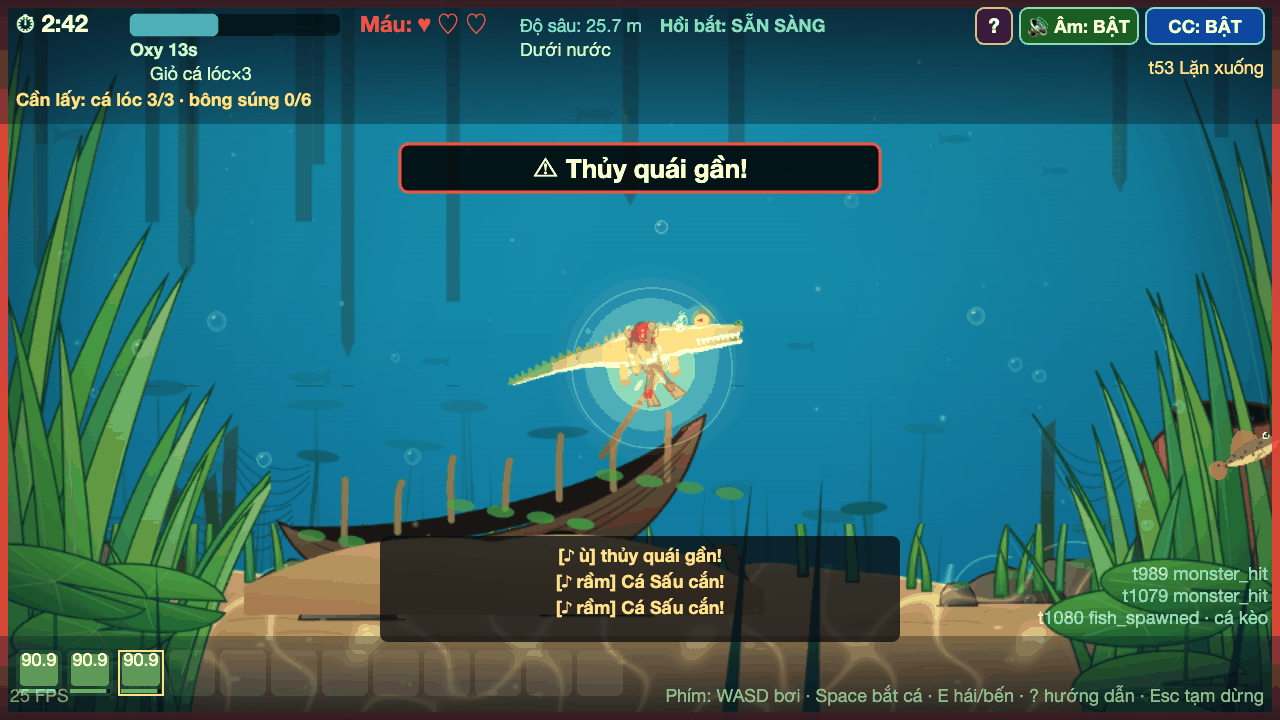 2:42
Oxy 13s
Giỏ cá lóc×3
Cần lấy: cá lóc 3/3 · bông súng 0/6
Máu: ♥ ♡ ♡
Độ sâu: 25.7 m
Hồi bắt: SẴN SÀNG
Dưới nước
?
Âm: BẬT
CC: BẬT
t53 Lặn xuống
⚠ Thủy quái gần!
[♪ ù] thủy quái gần!
[♪ rầm] Cá Sấu cắn!
[♪ rầm] Cá Sấu cắn!
t989 monster_hit
t1079 monster_hit
t1080 fish_spawned · cá kèo
90.9 90.9 90.9
25 FPS
Phím: WASD bơi · Space bắt cá · E hái/bến · ? hướng dẫn · Esc tạm dừng